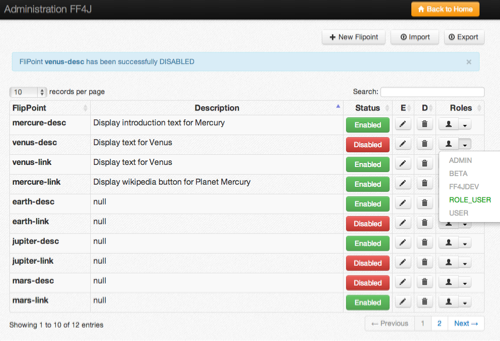 Administration FF4J
Back to Home
New Flipoint
Import
Export
FliPoint venus-desc has been successfully DISABLED ×
10 records per page
Search:
FlipPoint Description Status E D Roles
mercure-desc Display introduction text for Mercury Enabled
venus-desc Display text for Venus Disabled
venus-link Display text for Venus Enabled
mercure-link Display wikipedia button for Planet Mercury Enabled
earth-desc null Enabled
earth-link null Disabled
jupiter-desc null Enabled
jupiter-link null Disabled
mars-desc null Disabled
mars-link null Enabled
ADMIN
BETA
FF4JDEV
ROLE_USER
USER
Showing 1 to 10 of 12 entries
← Previous 1 2 Next →